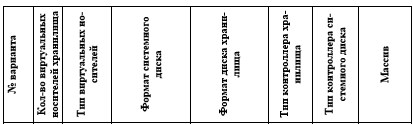 № варианта
Кол-во виртуальных
носителей хранилища
Тип виртуальных но-
сителей
Формат системного
диска
Формат диска храни-
лища
Тип контроллера хра-
нилища
Тип контроллера си-
стемного диска
Массив